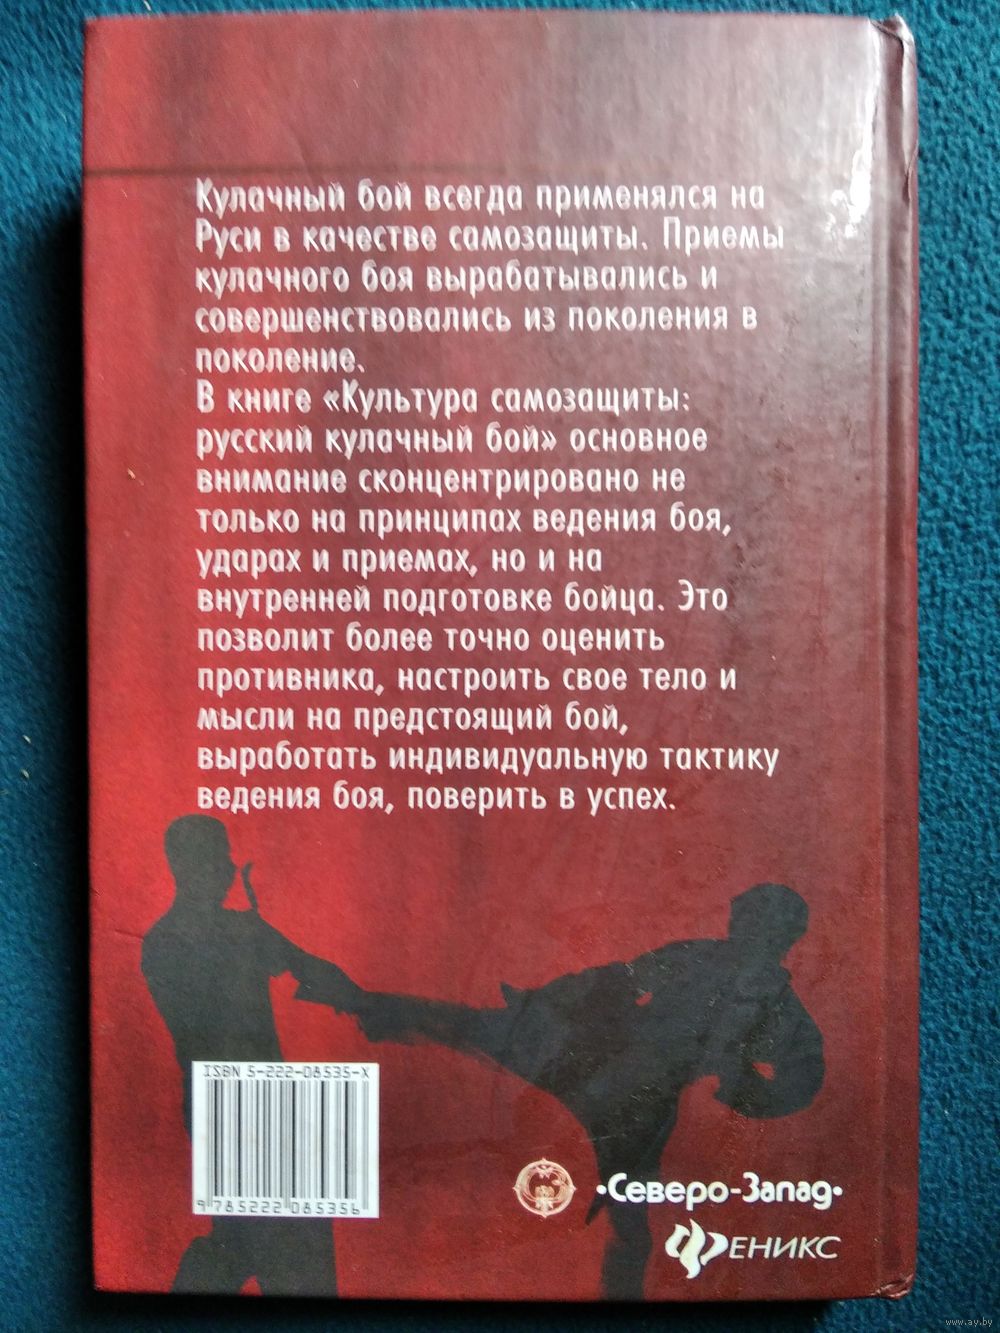 Кулачный бой всегда применялся на
Руси в качестве самозащиты. Приемы
кулачного боя вырабатывались и
совершенствовались из поколения в
поколение.
В книге «Культура самозащиты:
русский кулачный бой» основное
внимание сконцентрировано не
только на принципах ведения боя,
ударах и приемах, но и на
внутренней подготовке бойца. Это
позволит более точно оценить
противника, настроить свое тело и
мысли на предстоящий бой,
выработать индивидуальную тактику
ведения боя, поверить в успех.
ISBN 5-222-08535-X
9 785222 085356
•Северо-Запад•
ФЕНИКС
www.ay.by